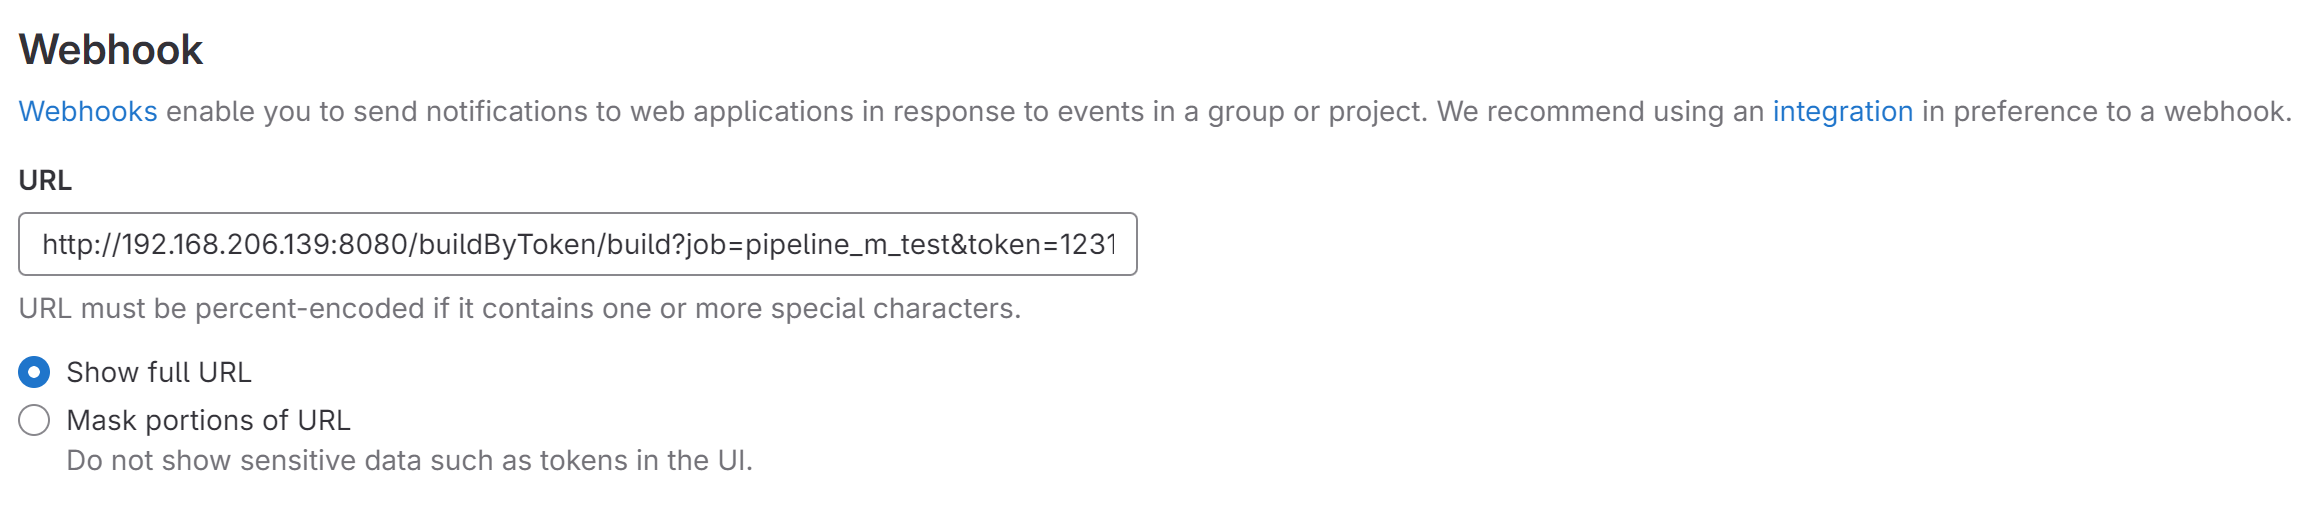 Webhook
Webhooks enable you to send notifications to web applications in response to events in a group or project. We recommend using an integration in preference to a webhook.
URL
http://192.168.206.139:8080/buildByToken/build?job=pipeline_m_test&token=1231
URL must be percent-encoded if it contains one or more special characters.
Show full URL
Mask portions of URL
Do not show sensitive data such as tokens in the UI.